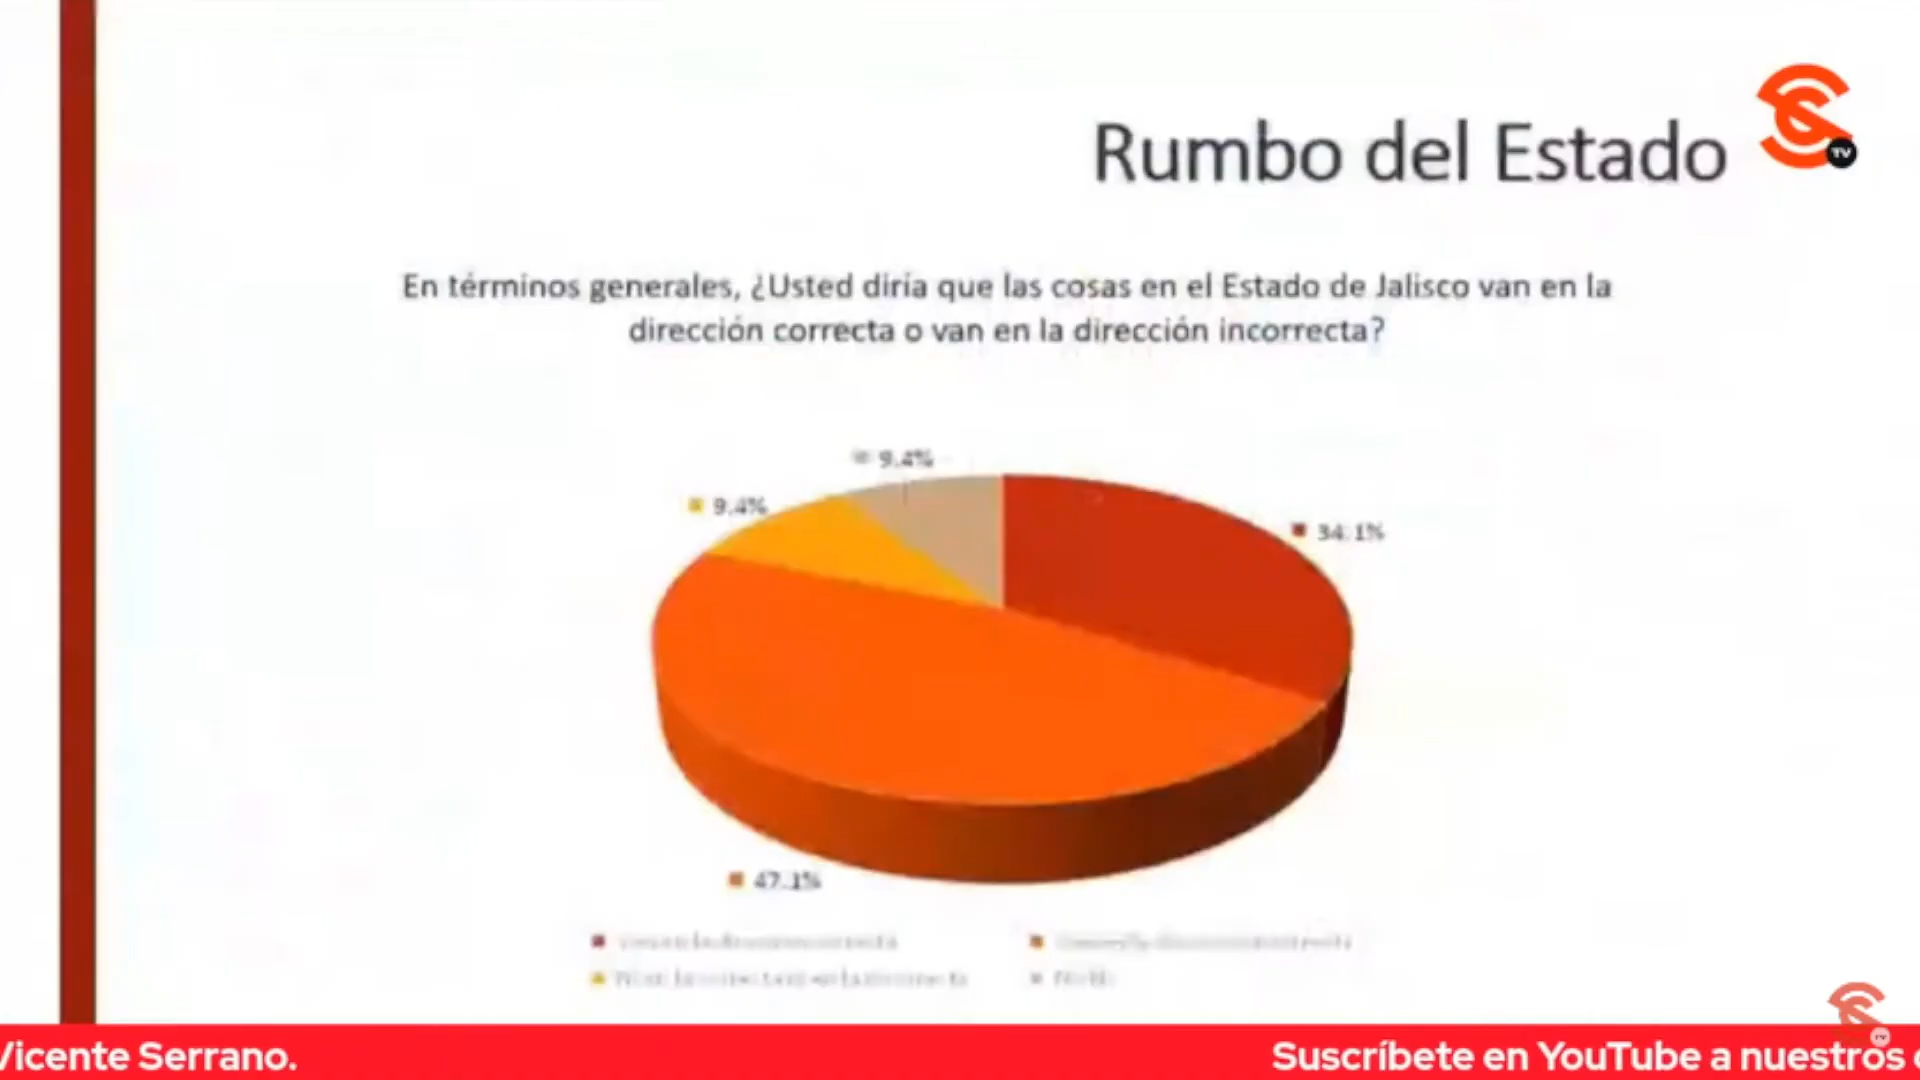 Rumbo del Estado
TV
En términos generales, ¿Usted diría que las cosas en el Estado de Jalisco van en la
dirección correcta o van en la dirección incorrecta?
9.4%
9.4%
34.1%
47.1%
Vicente Serrano.
Suscríbete en YouTube a nuestros